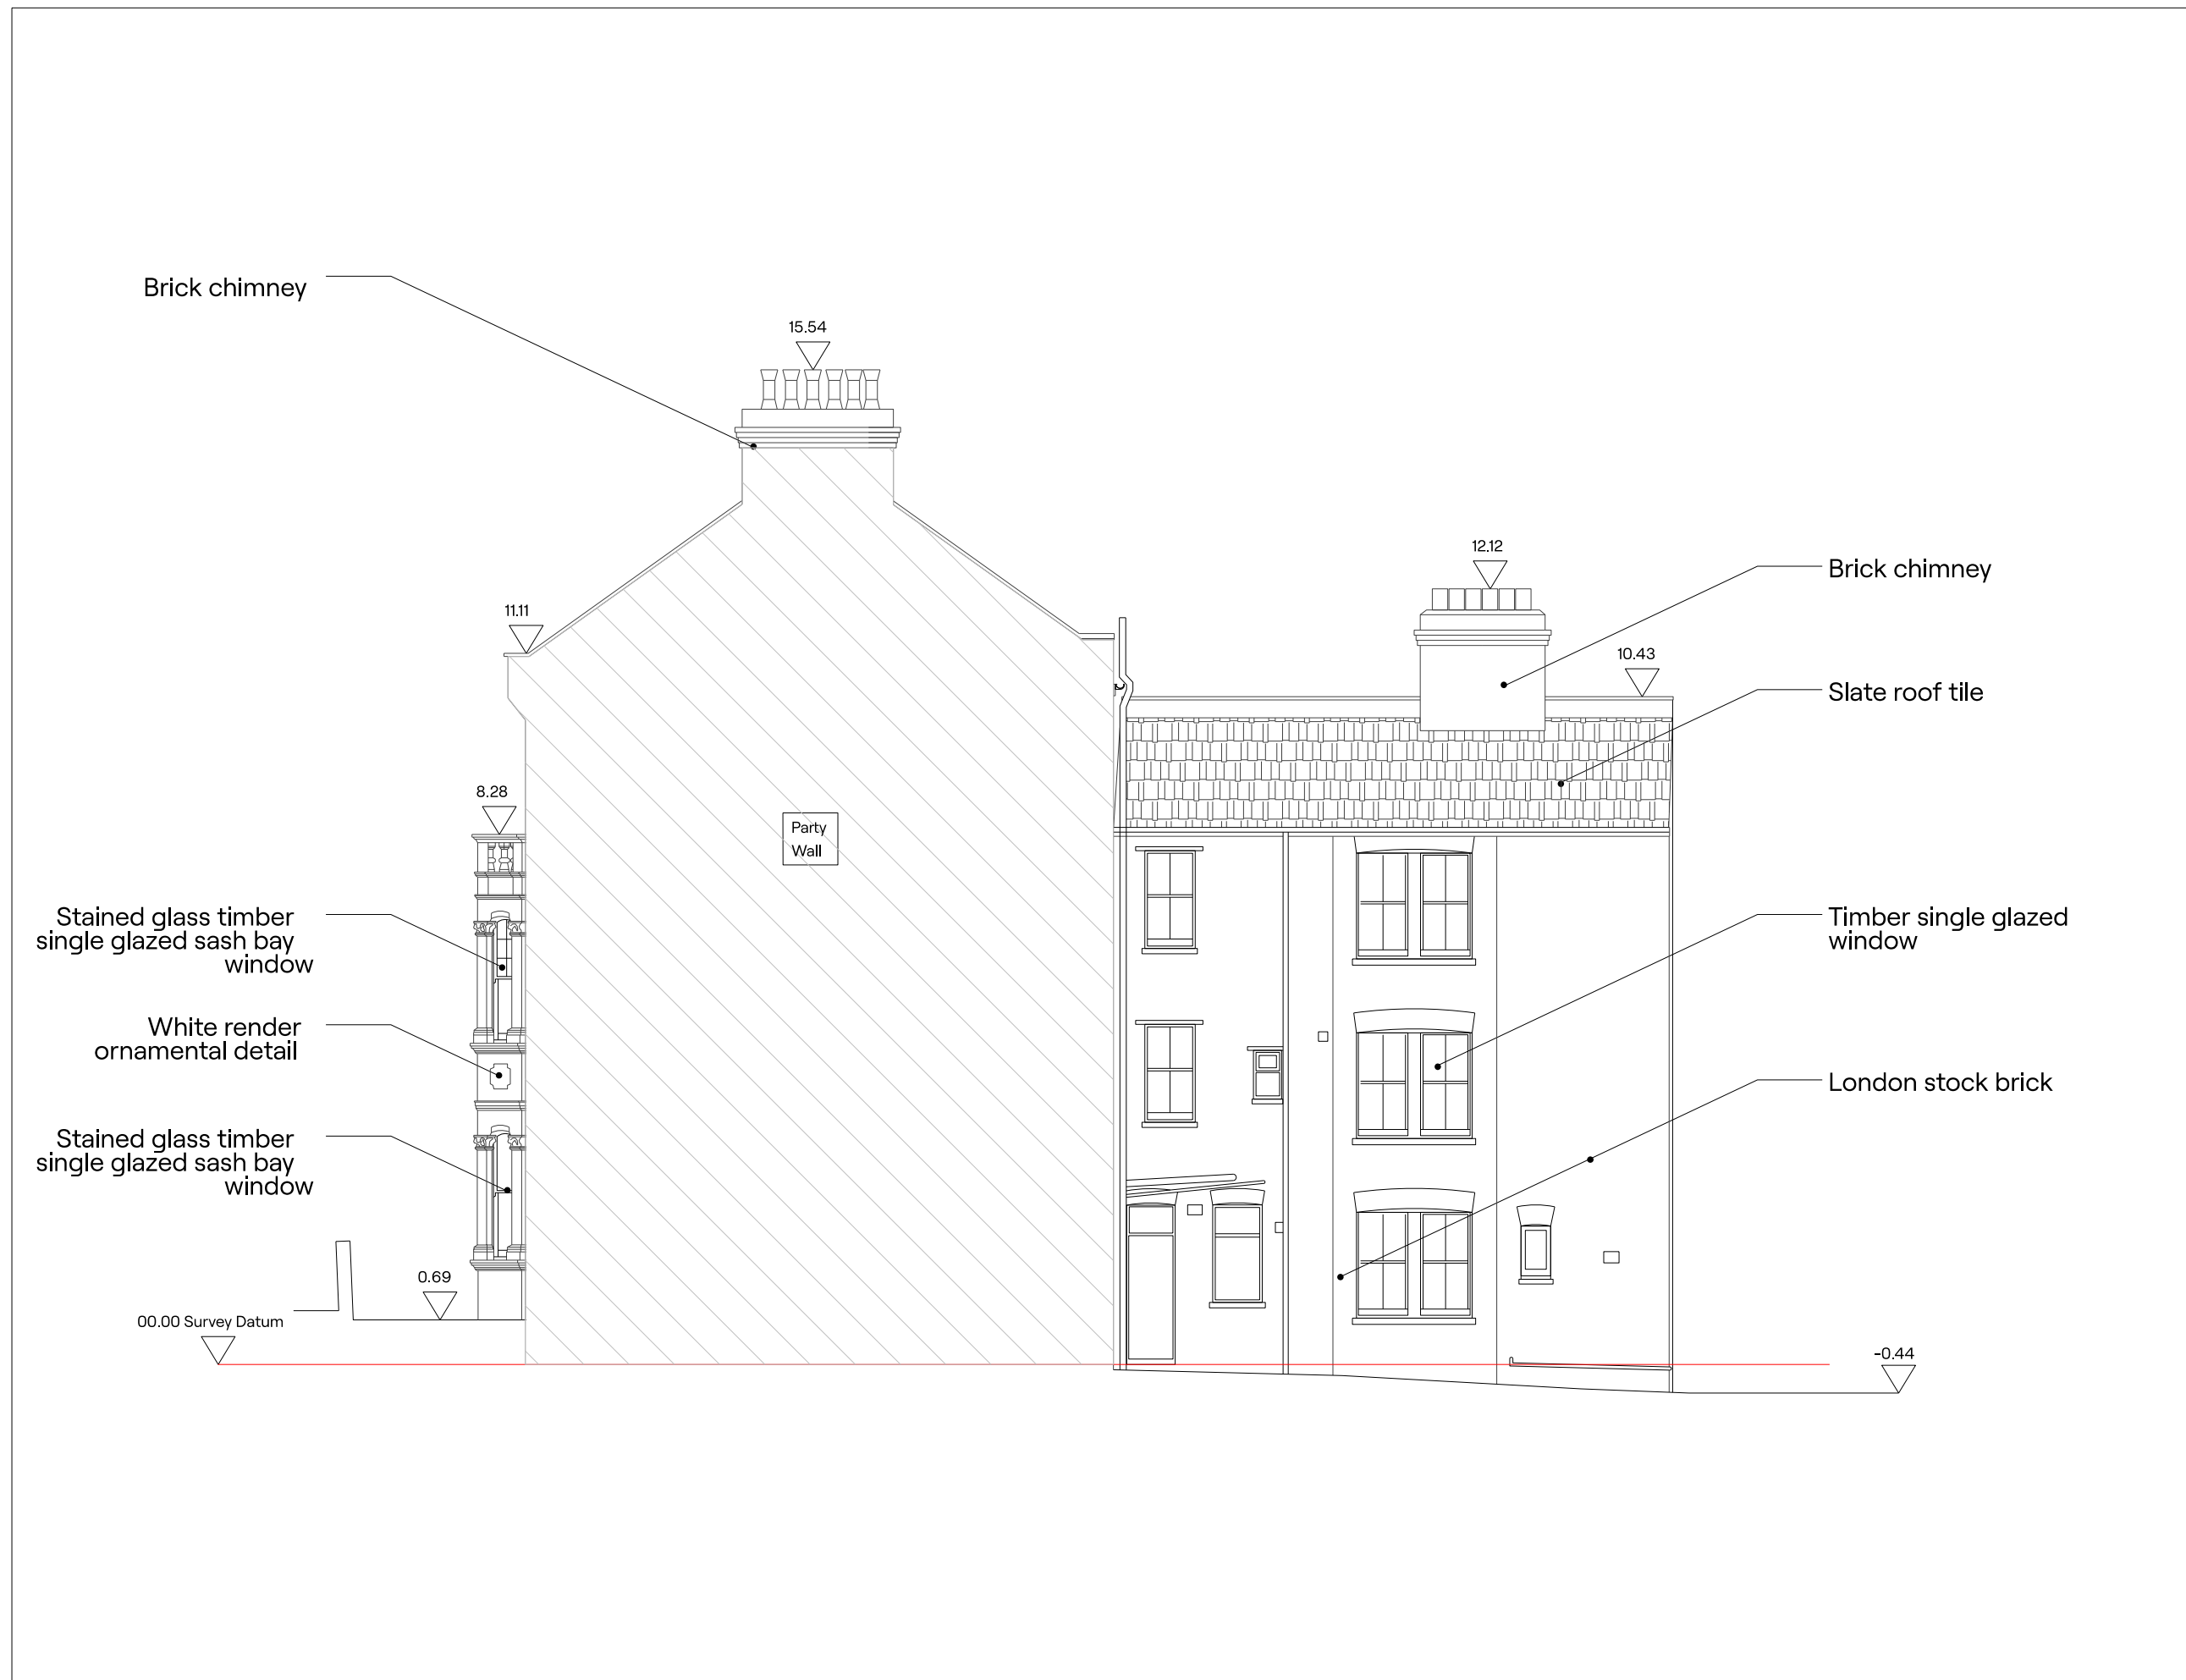 Brick chimney
15.54
12.12
Brick chimney
11.11
10.43
Slate roof tile
8.28
Party
Wall
Stained glass timber
single glazed sash bay
window
Timber single glazed
window
White render
ornamental detail
London stock brick
Stained glass timber
single glazed sash bay
window
0.69
00.00 Survey Datum
-0.44